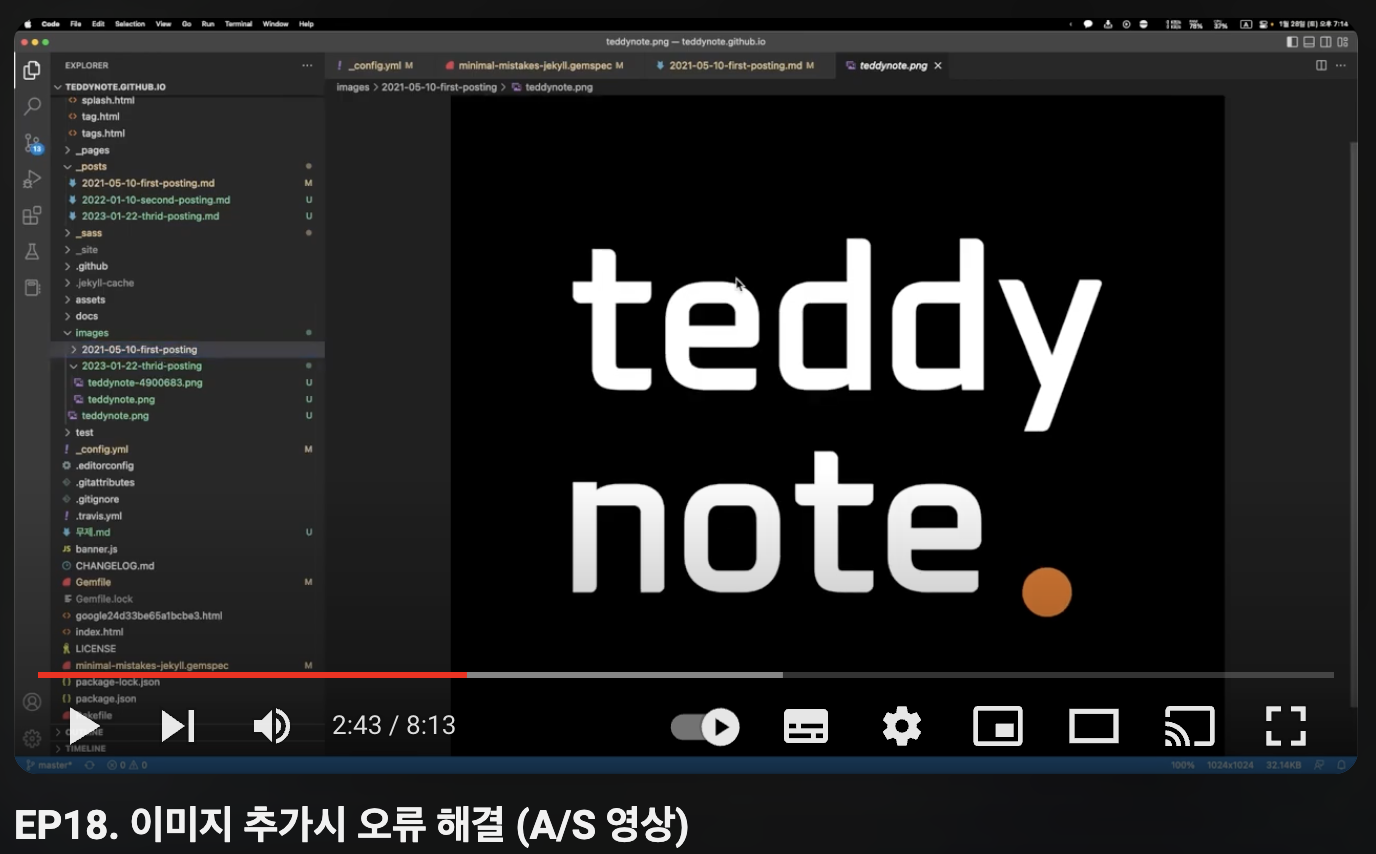 Code File Edit Selection View Go Run Terminal Window Help 78% 37% A 1월 28일 (토) 오후 7:14
teddynote.png — teddynote.github.io
EXPLORER ...
TEDDYNOTE.GITHUB.IO
splash.html
tag.html
tags.html
_pages
_posts
2021-05-10-first-posting.md M
2022-01-10-second-posting.md U
2023-01-22-thrid-posting.md U
_sass
_site
.github
.jekyll-cache
assets
docs
images
2021-05-10-first-posting
2023-01-22-thrid-posting
teddynote-4900683.png U
teddynote.png U
teddynote.png U
test
! _config.yml M
.editorconfig
.gitattributes
.gitignore
! .travis.yml
무제.md U
JS banner.js
CHANGELOG.md
Gemfile M
Gemfile.lock
google24d33be65a1bcbe3.html
index.html
LICENSE
minimal-mistakes-jekyll.gemspec M
{} package-lock.json
{} package.json
TIMELINE
13
! _config.yml M minimal-mistakes-jekyll.gemspec M 2021-05-10-first-posting.md M teddynote.png ×
images > 2021-05-10-first-posting > teddynote.png
teddy
note.
2:43 / 8:13
master* 0 0 100% 1024x1024 32.14KB
EP18. 이미지 추가시 오류 해결 (A/S 영상)